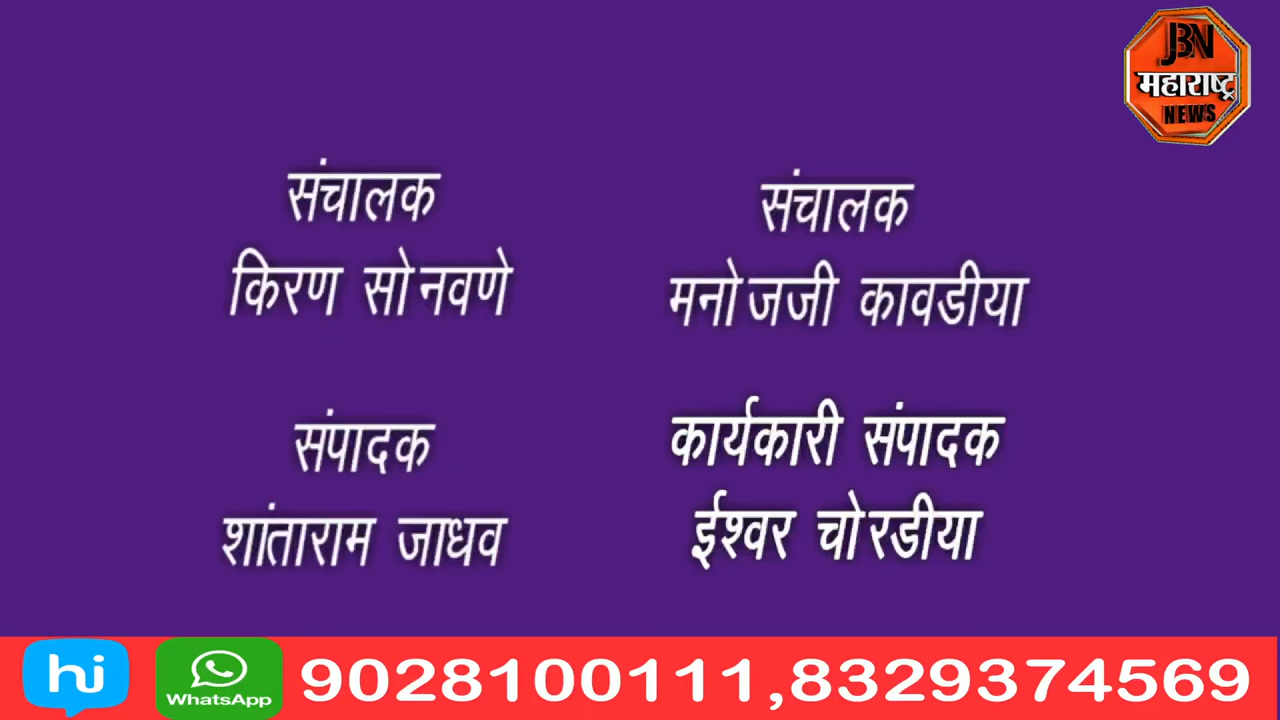 JBN
महाराष्ट्र
NEWS
संचालक
किरण सोनवणे
संचालक
मनोजजी कावडीया
संपादक
शांताराम जाधव
कार्यकारी संपादक
ईश्वर चोरडीया
hi
WhatsApp
9028100111,8329374569